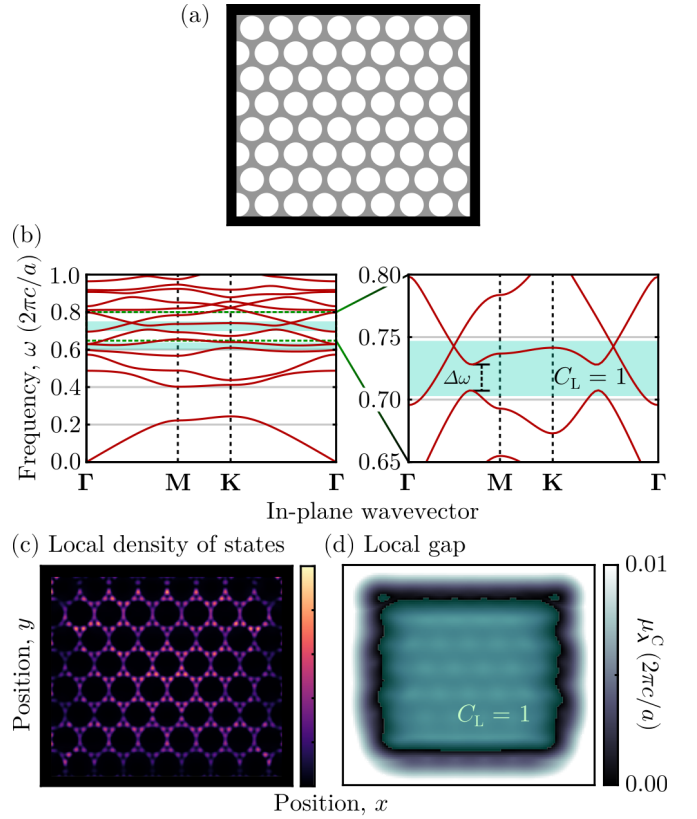 (a)
(b)
Frequency, ω (2πc/a)
1.0
0.8
0.6
0.4
0.2
0.0
Γ M K Γ
0.80
0.75
0.70
0.65
Δω
C_L = 1
Γ M K Γ
In-plane wavevector
(c) Local density of states
(d) Local gap
Position, y
C_L = 1
0.01
μ_λ^C (2πc/a)
0.00
Position, x